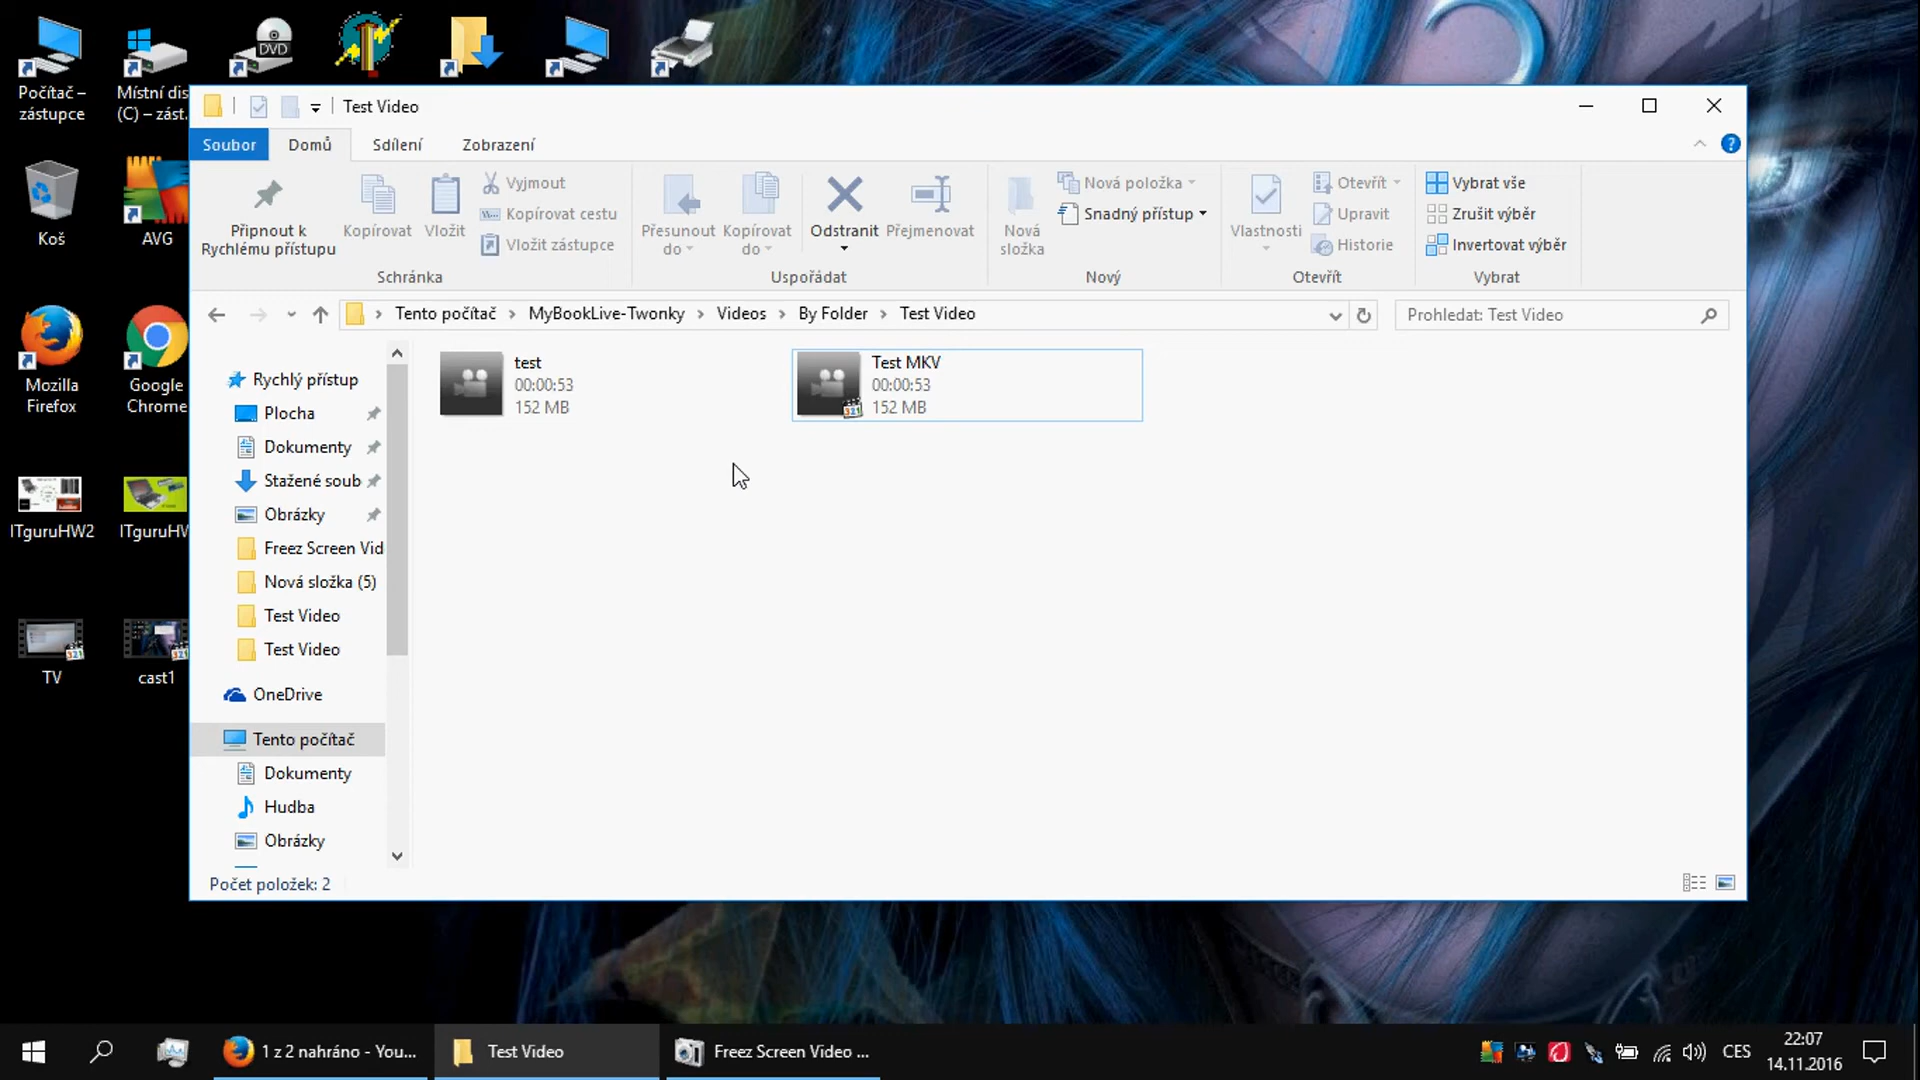 DVD
Počítač –
zástupce
Místní dis
(C) – zást.
Test Video
Soubor
Domů
Sdílení
Zobrazení
Připnout k
Rychlému přístupu
Kopírovat
Vložit
Vyjmout
Kopírovat cestu
Vložit zástupce
Schránka
Přesunout
do
Kopírovat
do
Odstranit
Přejmenovat
Uspořádat
Nová
složka
Nová položka
Snadný přístup
Nový
Vlastnosti
Otevřít
Upravit
Historie
Otevřít
Vybrat vše
Zrušit výběr
Invertovat výběr
Vybrat
Tento počítač
MyBookLive-Twonky
Videos
By Folder
Test Video
Prohledat: Test Video
Koš
AVG
Mozilla
Firefox
Google
Chrome
ITguruHW2
ITguruHW
TV
cast1
Rychlý přístup
Plocha
Dokumenty
Stažené soub
Obrázky
Freez Screen Vid
Nová složka (5)
Test Video
Test Video
OneDrive
Tento počítač
Dokumenty
Hudba
Obrázky
test
00:00:53
152 MB
Test MKV
00:00:53
152 MB
321
Počet položek: 2
1 z 2 nahráno - You...
Test Video
Freez Screen Video ...
CES
22:07
14.11.2016